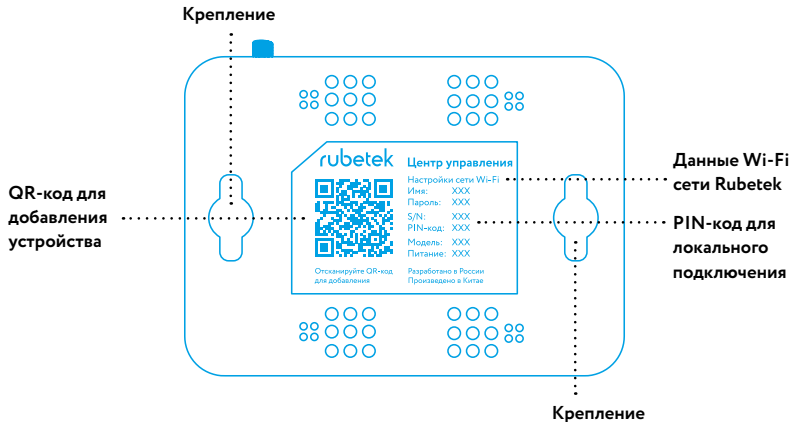 Крепление
QR-код для
добавления
устройства
rubetek
Центр управления
Настройки сети Wi-Fi
Имя: XXX
Пароль: XXX
S/N: XXX
PIN-код: XXX
Модель: XXX
Питание: XXX
Отсканируйте QR-код
для добавления
Разработано в России
Произведено в Китае
Данные Wi-Fi
сети Rubetek
PIN-код для
локального
подключения
Крепление